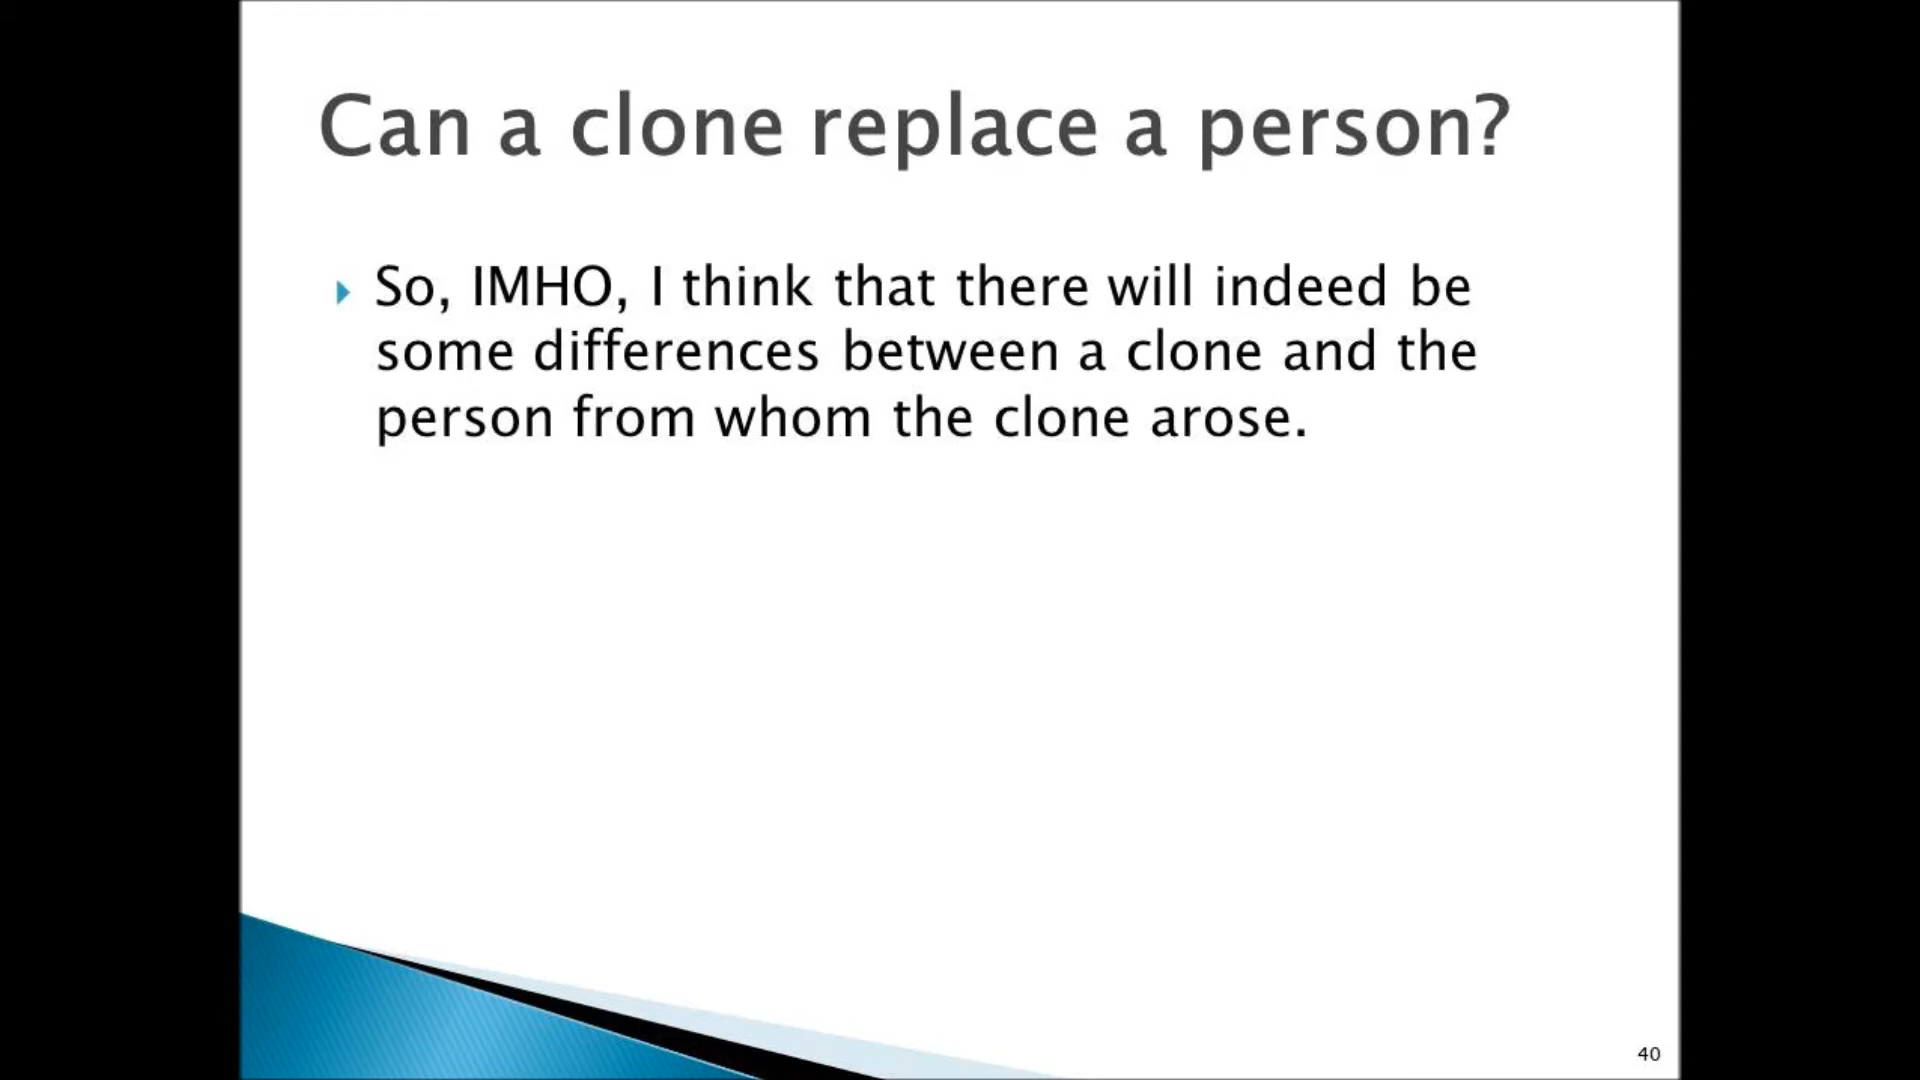 Can a clone replace a person?
So, IMHO, I think that there will indeed be
some differences between a clone and the
person from whom the clone arose.
40